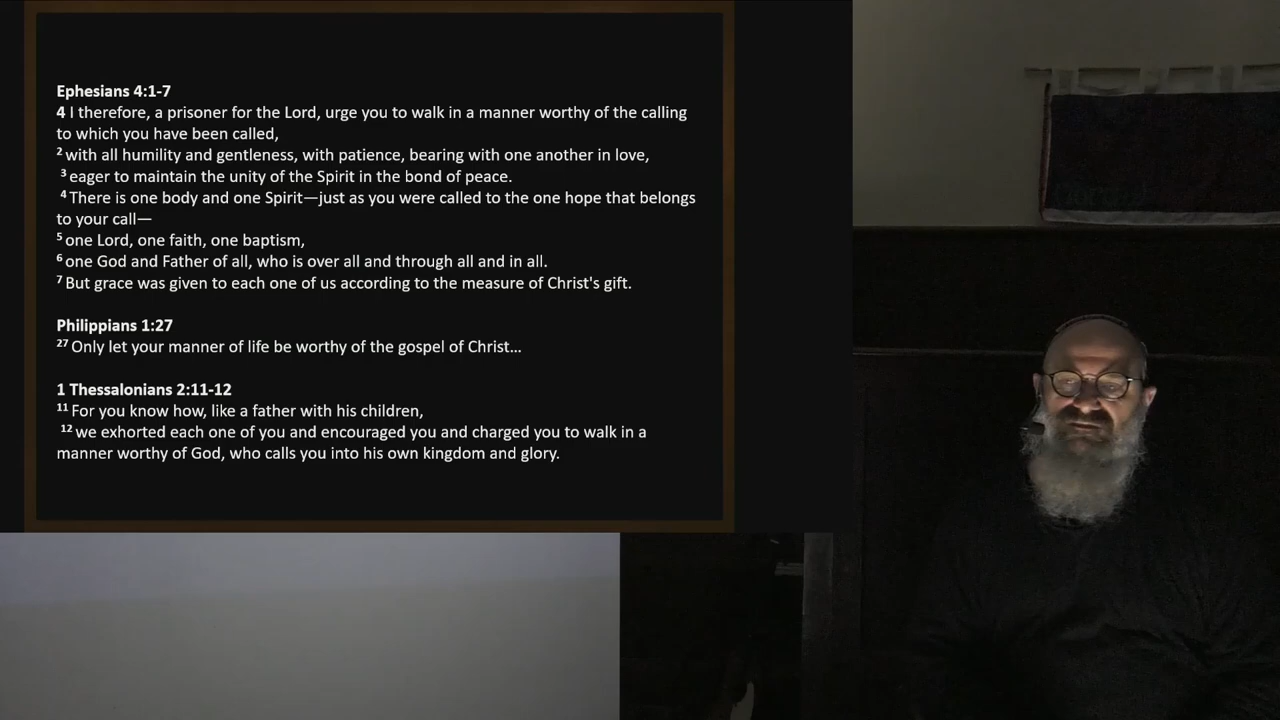 Ephesians 4:1-7
4 I therefore, a prisoner for the Lord, urge you to walk in a manner worthy of the calling
to which you have been called,
2 with all humility and gentleness, with patience, bearing with one another in love,
3 eager to maintain the unity of the Spirit in the bond of peace.
4 There is one body and one Spirit—just as you were called to the one hope that belongs
to your call—
5 one Lord, one faith, one baptism,
6 one God and Father of all, who is over all and through all and in all.
7 But grace was given to each one of us according to the measure of Christ's gift.
Philippians 1:27
27 Only let your manner of life be worthy of the gospel of Christ...
1 Thessalonians 2:11-12
11 For you know how, like a father with his children,
12 we exhorted each one of you and encouraged you and charged you to walk in a
manner worthy of God, who calls you into his own kingdom and glory.